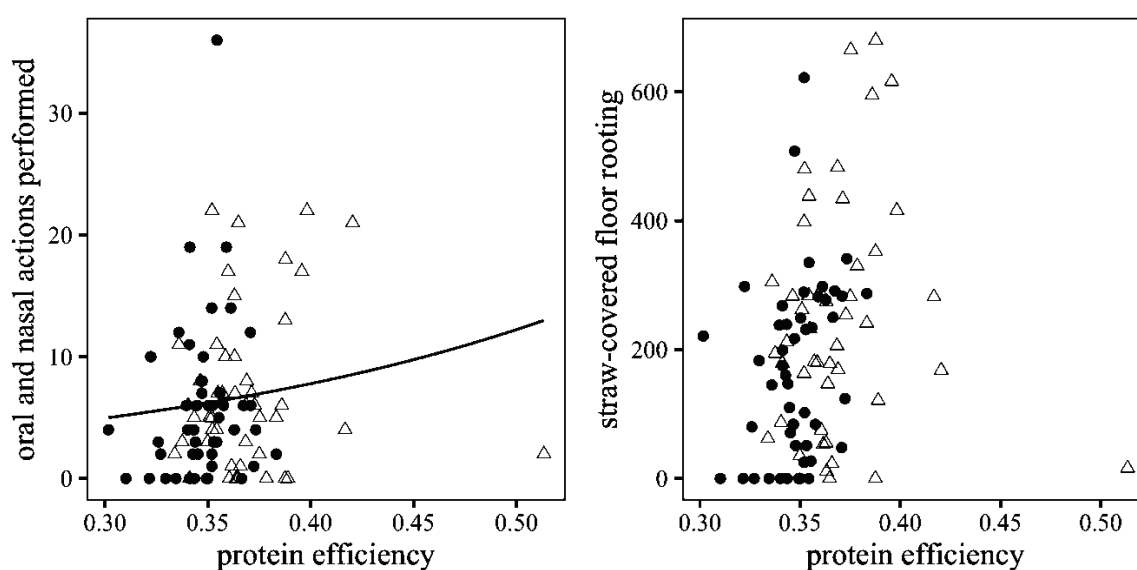 oral and nasal actions performed
30
20
10
0
0.30 0.35 0.40 0.45 0.50
protein efficiency
straw-covered floor rooting
600
400
200
0
0.30 0.35 0.40 0.45 0.50
protein efficiency